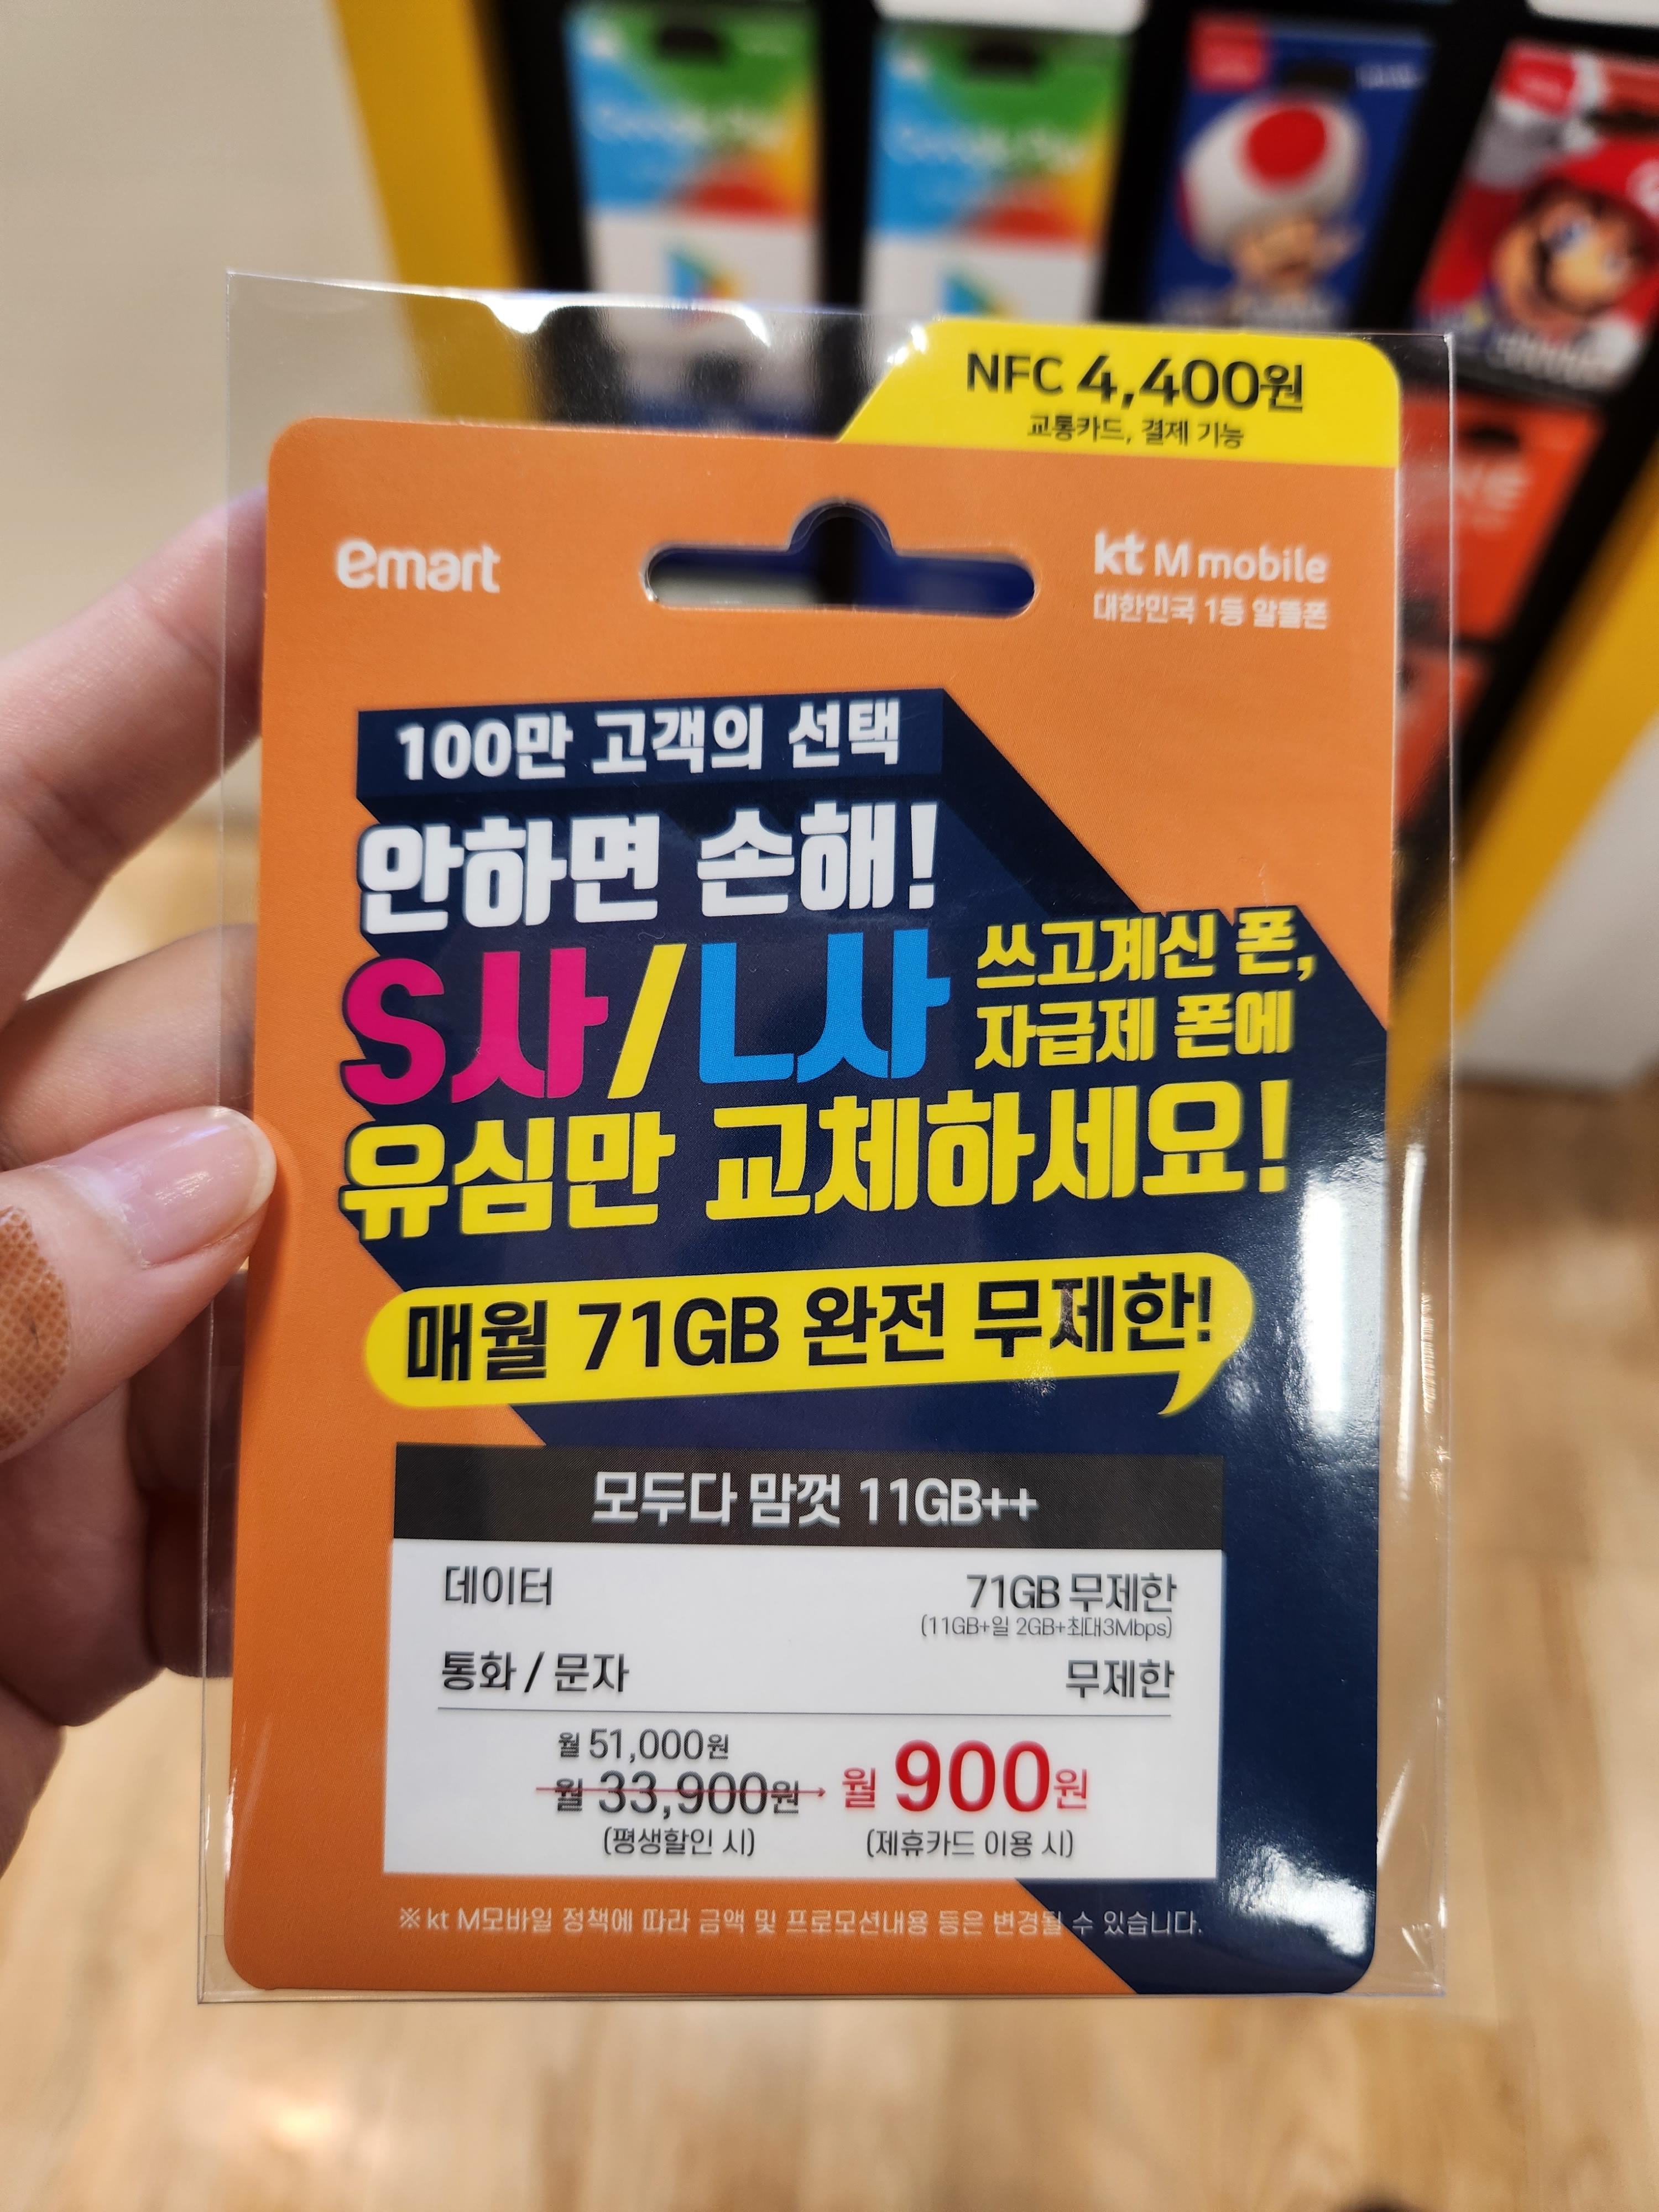 NFC 4,400원
교통카드, 결제 기능
emart
kt M mobile
대한민국 1등 알뜰폰
100만 고객의 선택
안하면 손해!
S사/L사
쓰고계신 폰,
자급제 폰에
유심만 교체하세요!
매월 71GB 완전 무제한!
모두다 맘껏 11GB++
데이터 71GB 무제한
(11GB+일 2GB+최대3Mbps)
통화 / 문자 무제한
월 51,000원
월 33,900원 → 월 900원
(평생할인 시) (제휴카드 이용 시)
※ kt M모바일 정책에 따라 금액 및 프로모션내용 등은 변경될 수 있습니다.